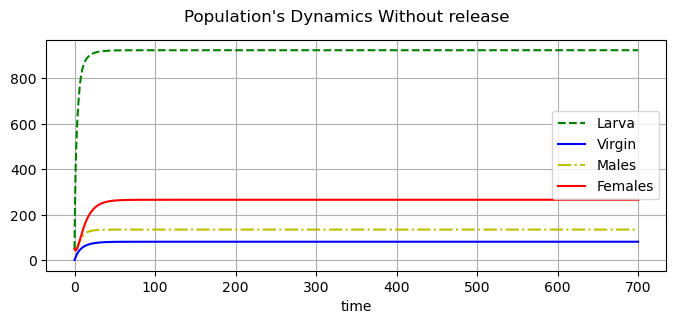 Population's Dynamics Without release
800
600
400
200
0
Larva
Virgin
Males
Females
0 100 200 300 400 500 600 700
time